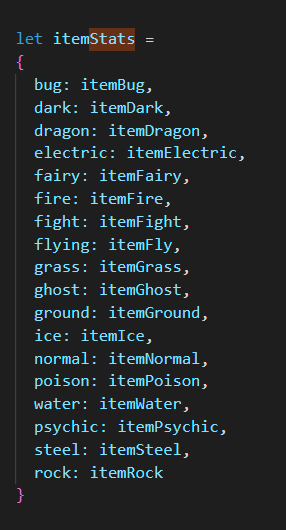 let itemStats =
{
bug: itemBug,
dark: itemDark,
dragon: itemDragon,
electric: itemElectric,
fairy: itemFairy,
fire: itemFire,
fight: itemFight,
flying: itemFly,
grass: itemGrass,
ghost: itemGhost,
ground: itemGround,
ice: itemIce,
normal: itemNormal,
poison: itemPoison,
water: itemWater,
psychic: itemPsychic,
steel: itemSteel,
rock: itemRock
}